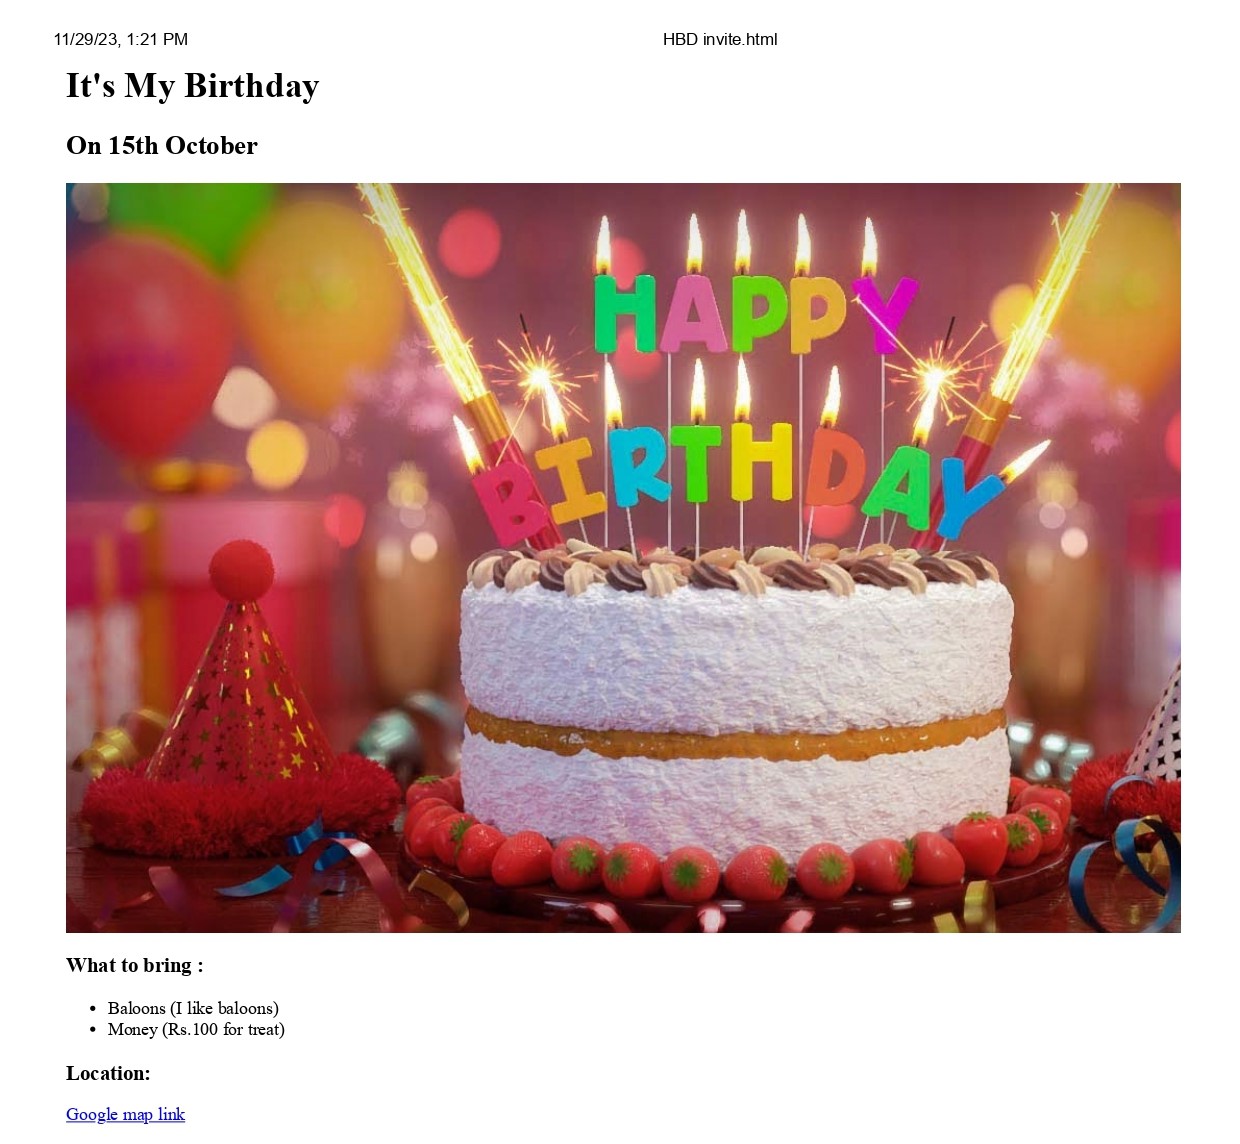 11/29/23, 1:21 PM HBD invite.html
It's My Birthday
On 15th October
HAPPY
BIRTHDAY
What to bring :
• Baloons (I like baloons)
• Money (Rs.100 for treat)
Location:
Google map link